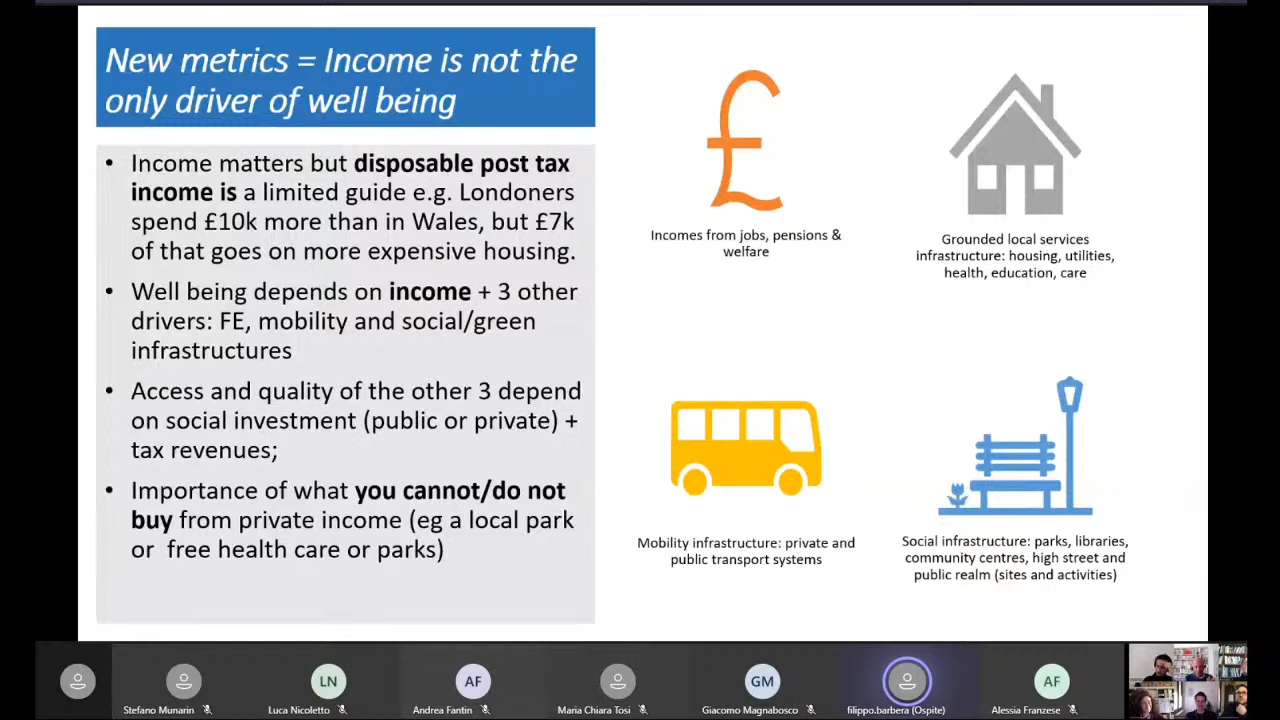 New metrics = Income is not the
only driver of well being
• Income matters but disposable post tax
income is a limited guide e.g. Londoners
spend £10k more than in Wales, but £7k
of that goes on more expensive housing.
• Well being depends on income + 3 other
drivers: FE, mobility and social/green
infrastructures
• Access and quality of the other 3 depend
on social investment (public or private) +
tax revenues;
• Importance of what you cannot/do not
buy from private income (eg a local park
or free health care or parks)
£
Incomes from jobs, pensions &
welfare
Grounded local services
infrastructure: housing, utilities,
health, education, care
Mobility infrastructure: private and
public transport systems
Social infrastructure: parks, libraries,
community centres, high street and
public realm (sites and activities)
Stefano Munarin
LN
Luca Nicoletto
AF
Andrea Fantin
Maria Chiara Tosi
GM
Giacomo Magnabosco
filippo.barbera (Ospite)
AF
Alessia Franzese